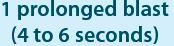 1 prolonged blast
(4 to 6 seconds)